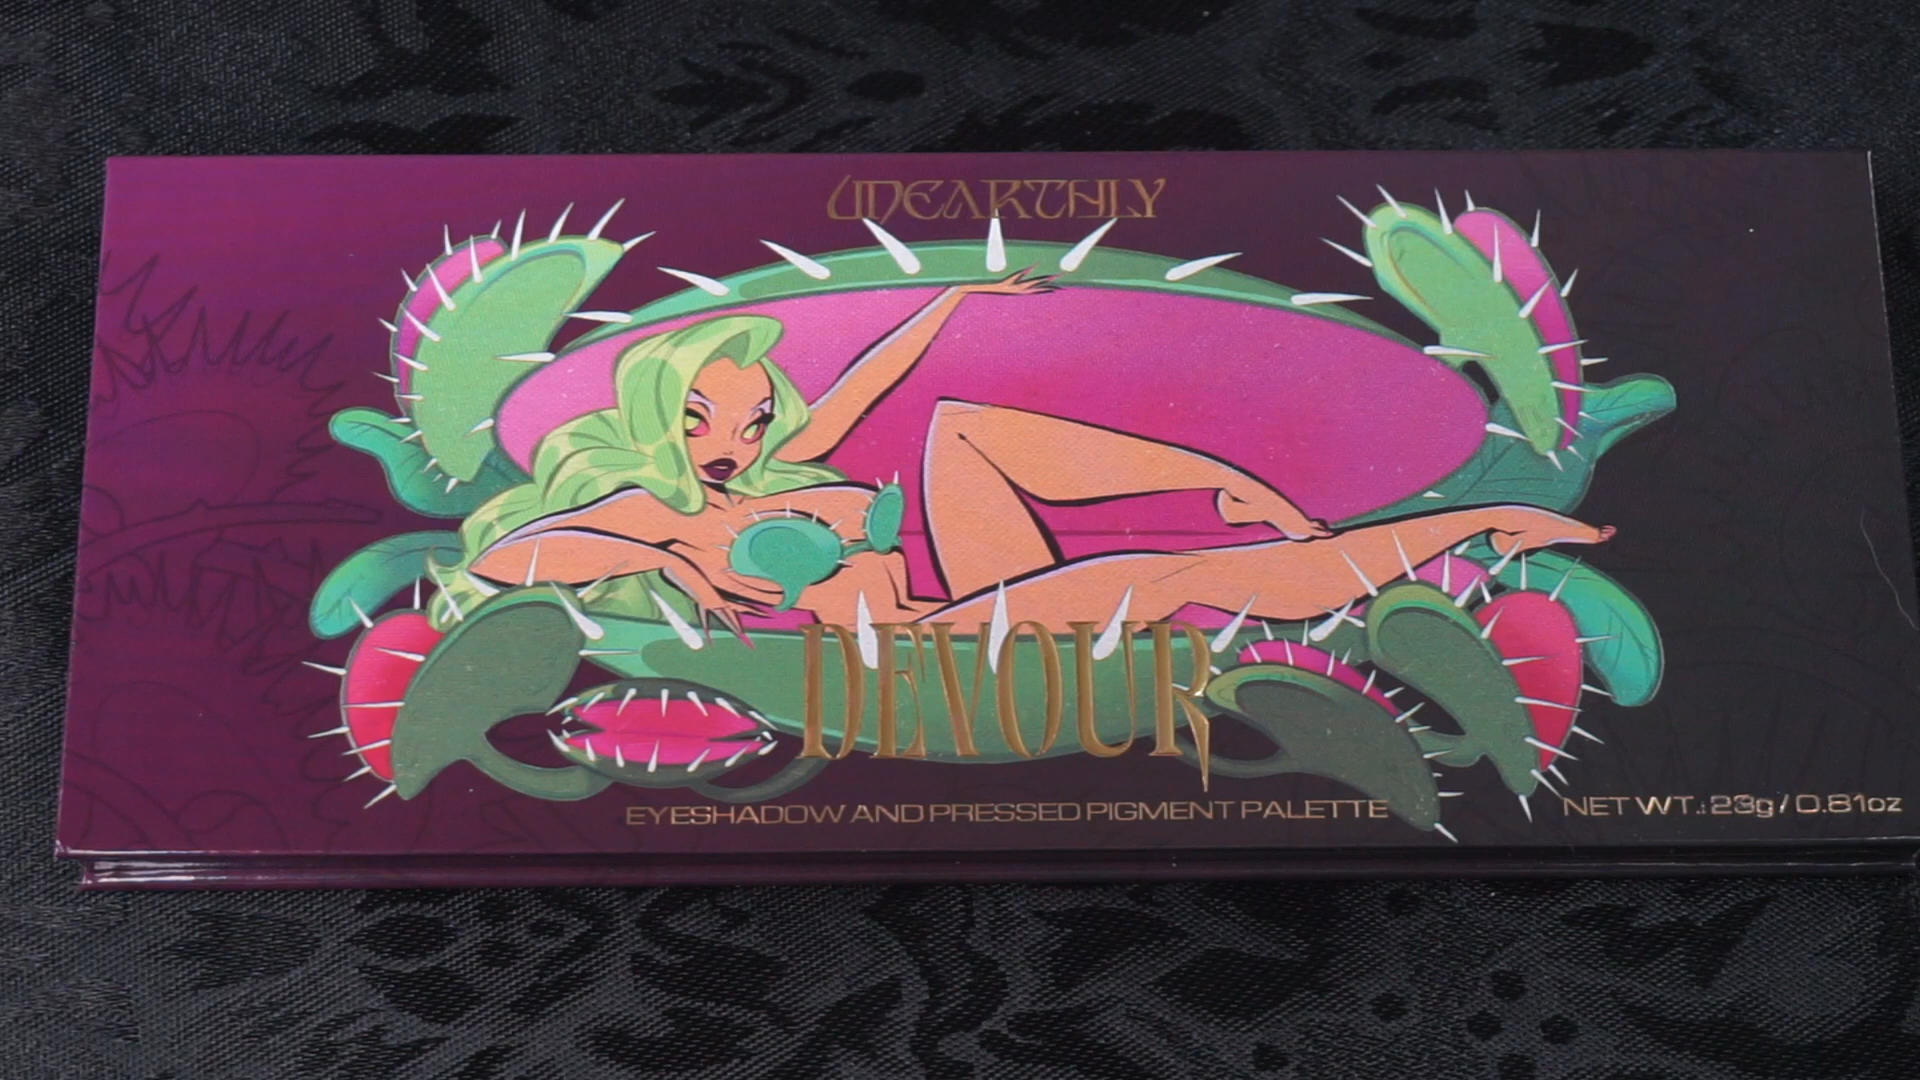 UNEARTHLY
DEVOUR
EYESHADOW AND PRESSED PIGMENT PALETTE
NET WT.: 23g / 0.81oz